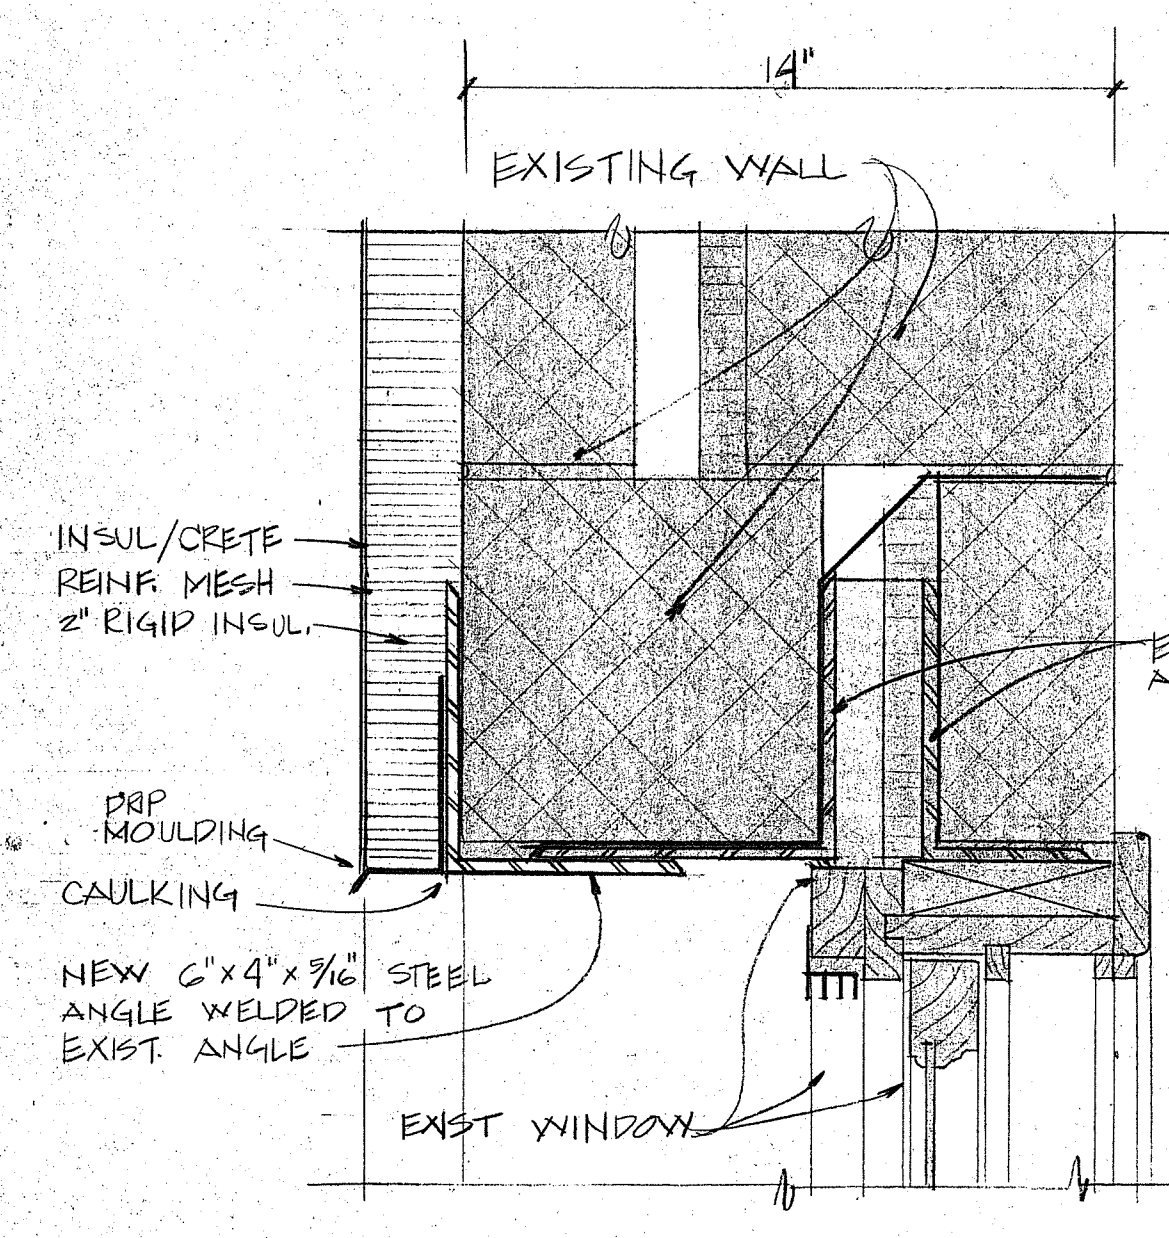 14"
EXISTING WALL
INSUL/CRETE
REINF. MESH
2" RIGID INSUL.
DRIP
MOULDING
CAULKING
NEW 6"x4"x 5/16" STEEL
ANGLE WELDED TO
EXIST. ANGLE
EXIST WINDOW
E
A